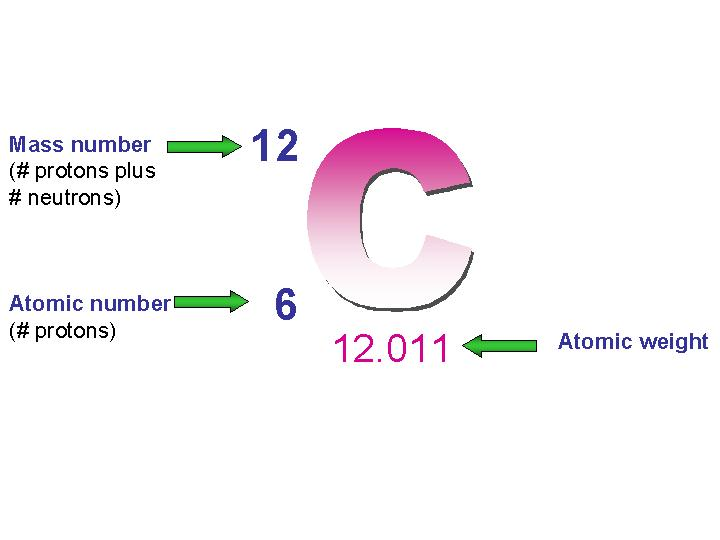 Mass number
(# protons plus
# neutrons)
12
C
Atomic number
(# protons)
6
12.011
Atomic weight